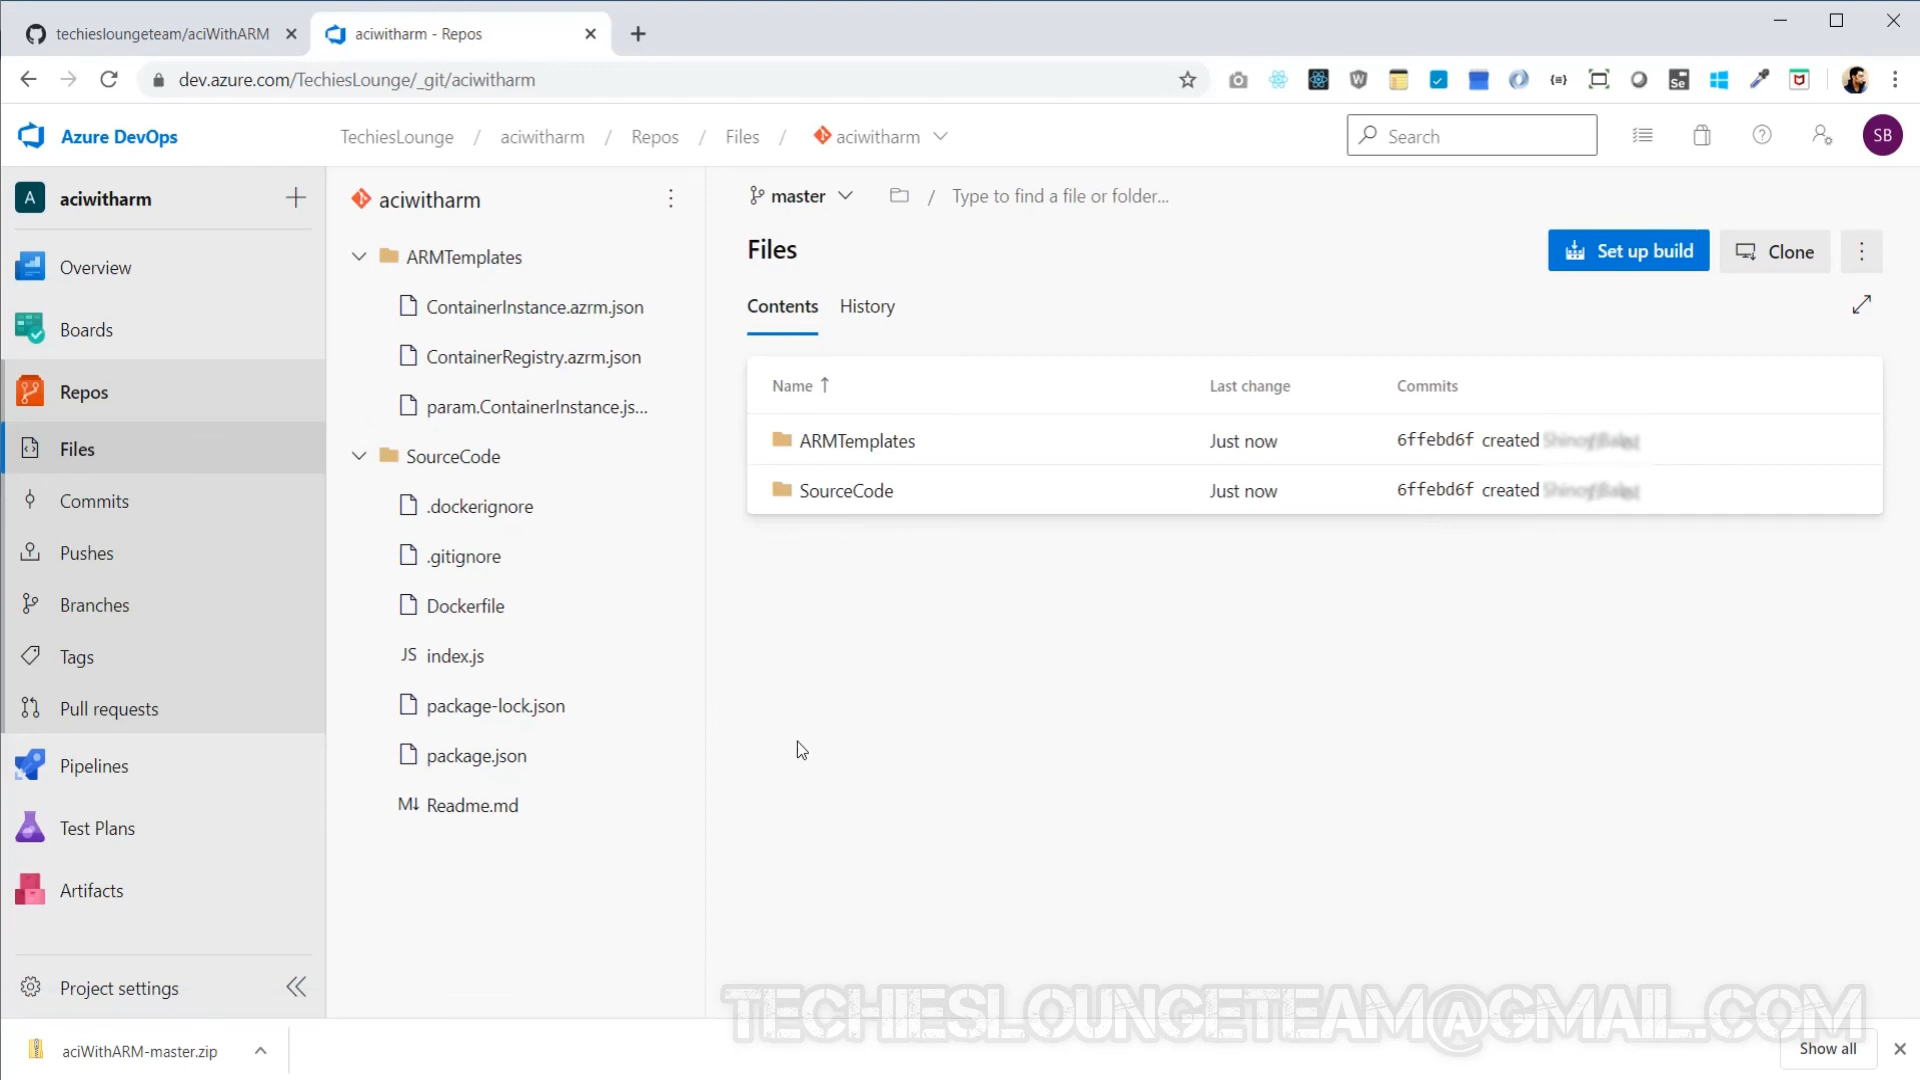 techiesloungeteam/aciWithARM
aciwitharm - Repos
dev.azure.com/TechiesLounge/_git/aciwitharm
Azure DevOps
TechiesLounge / aciwitharm / Repos / Files / aciwitharm
Search
SB
A aciwitharm
Overview
Boards
Repos
Files
Commits
Pushes
Branches
Tags
Pull requests
Pipelines
Test Plans
Artifacts
Project settings
aciwitharm
ARMTemplates
ContainerInstance.azrm.json
ContainerRegistry.azrm.json
param.ContainerInstance.js...
SourceCode
.dockerignore
.gitignore
Dockerfile
JS index.js
package-lock.json
package.json
M↓ Readme.md
master / Type to find a file or folder...
Files
Set up build
Clone
Contents History
Name ↑ Last change Commits
ARMTemplates Just now 6ffebd6f created
SourceCode Just now 6ffebd6f created
TECHIESLOUNGETEAM@GMAIL.COM
aciWithARM-master.zip
Show all